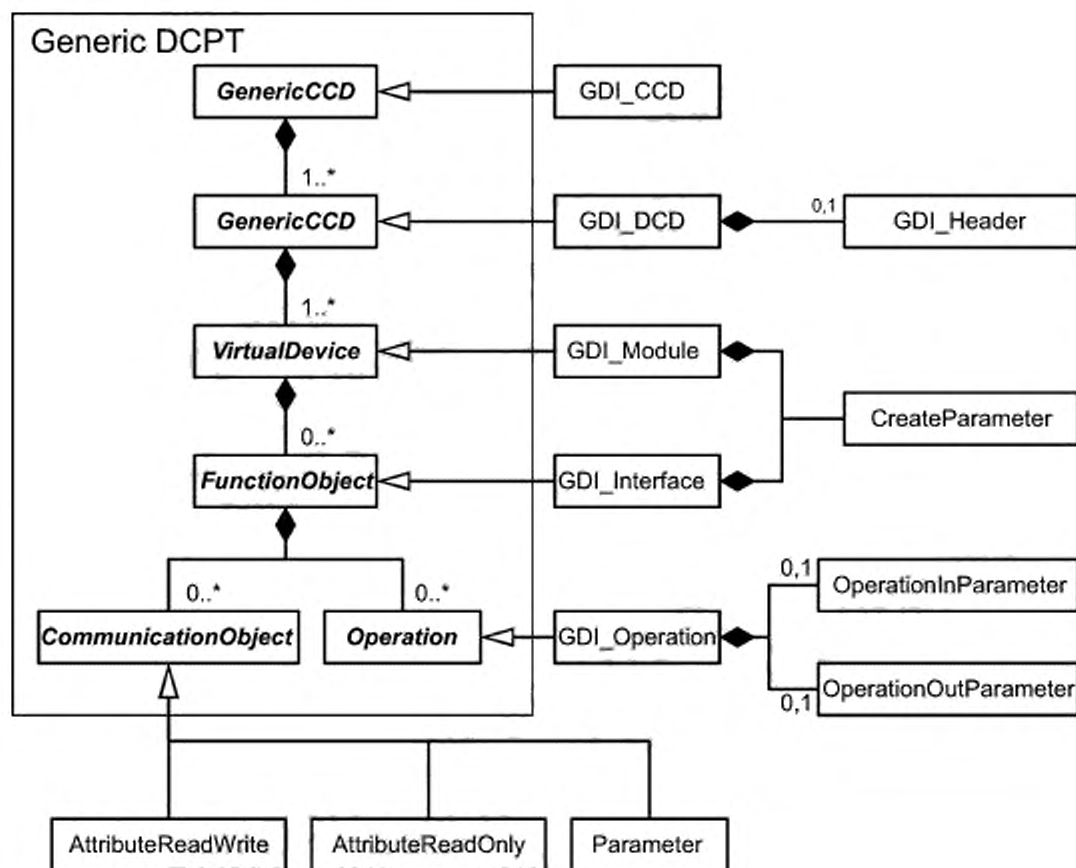 Generic DCPT
GenericCCD
GDI_CCD
1..*
GenericCCD
GDI_DCD
0,1
GDI_Header
1..*
VirtualDevice
GDI_Module
CreateParameter
0..*
FunctionObject
GDI_Interface
0..*
0..*
0,1
OperationInParameter
CommunicationObject
Operation
GDI_Operation
0,1
OperationOutParameter
AttributeReadWrite
AttributeReadOnly
Parameter